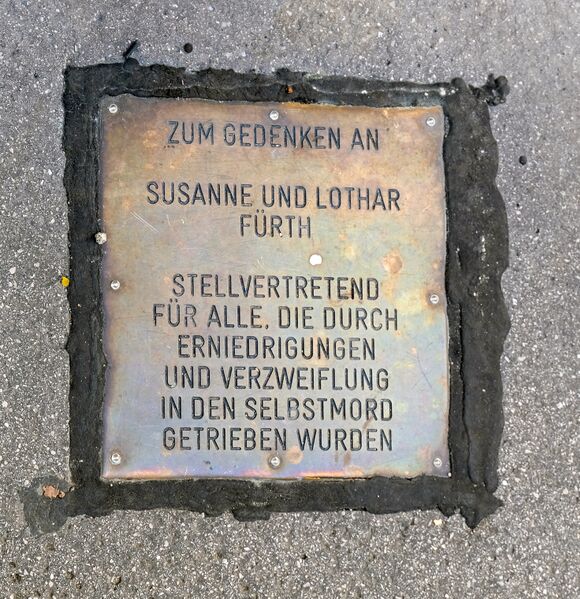 ZUM GEDENKEN AN
SUSANNE UND LOTHAR
FÜRTH
STELLVERTRETEND
FÜR ALLE, DIE DURCH
ERNIEDRIGUNGEN
UND VERZWEIFLUNG
IN DEN SELBSTMORD
GETRIEBEN WURDEN